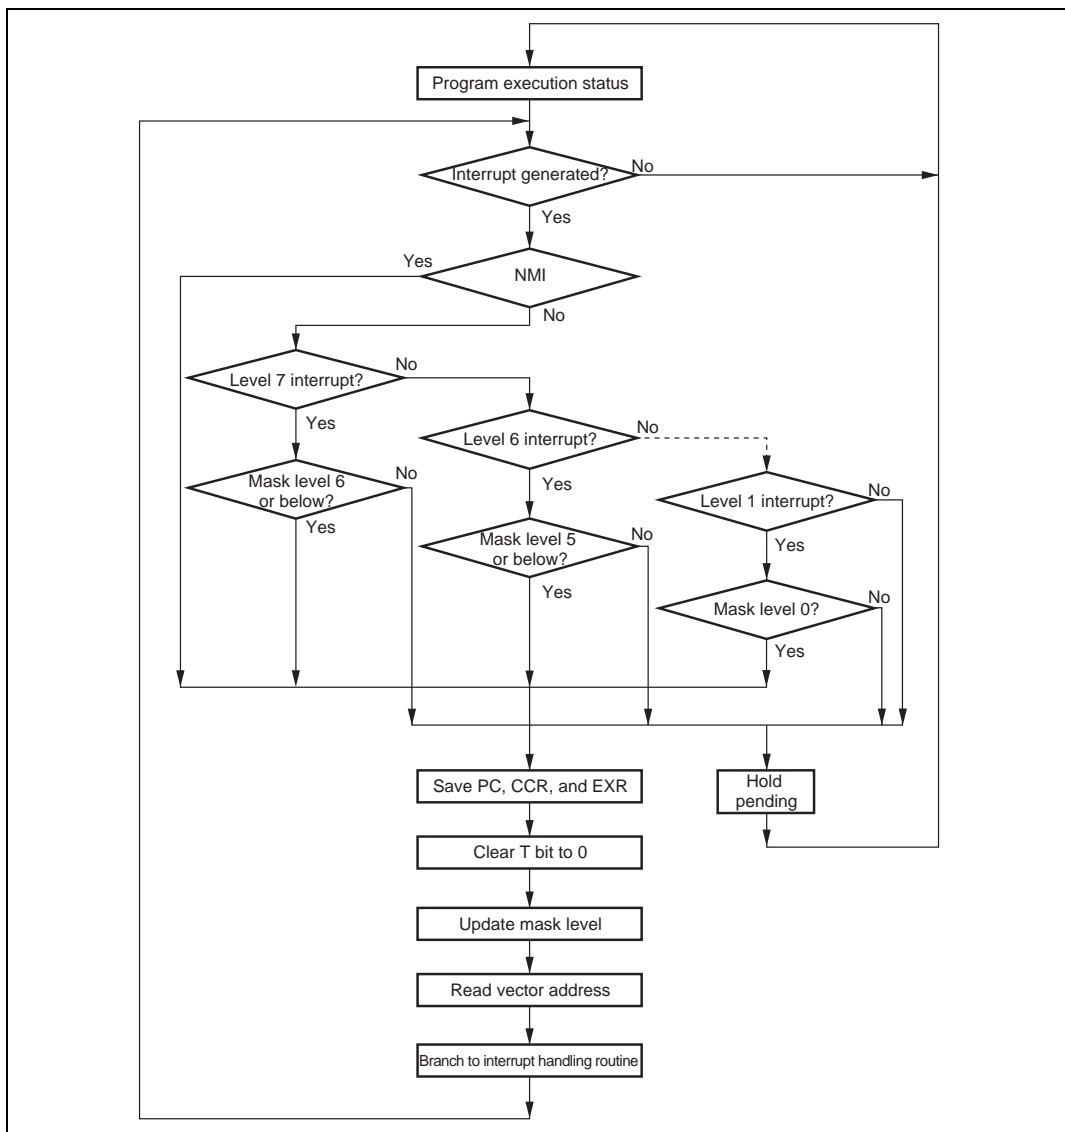 Program execution status
Interrupt generated?
No
Yes
Yes
NMI
No
Level 7 interrupt?
No
Yes
Level 6 interrupt?
No
Yes
Mask level 6
or below?
No
Yes
Level 1 interrupt?
No
Yes
Mask level 5
or below?
No
Yes
Mask level 0?
No
Yes
Save PC, CCR, and EXR
Hold
pending
Clear T bit to 0
Update mask level
Read vector address
Branch to interrupt handling routine